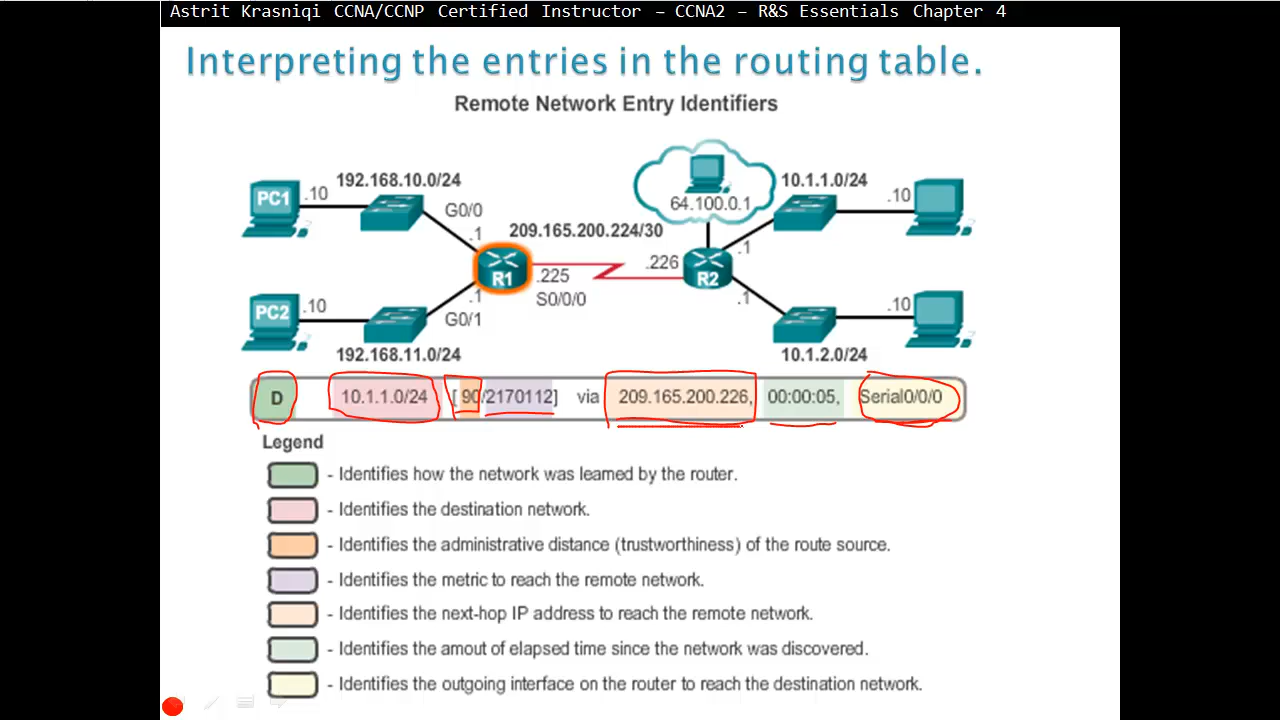 Astrit Krasniqi CCNA/CCNP Certified Instructor – CCNA2 – R&S Essentials Chapter 4
Interpreting the entries in the routing table.
Remote Network Entry Identifiers
PC1
.10
192.168.10.0/24
G0/0
.1
209.165.200.224/30
64.100.0.1
10.1.1.0/24
.10
.1
R1
.225
S0/0/0
.226
R2
PC2
.10
.1
G0/1
192.168.11.0/24
.1
.10
10.1.2.0/24
D 10.1.1.0/24 [ 90/2170112] via 209.165.200.226, 00:00:05, Serial0/0/0
Legend
- Identifies how the network was learned by the router.
- Identifies the destination network.
- Identifies the administrative distance (trustworthiness) of the route source.
- Identifies the metric to reach the remote network.
- Identifies the next-hop IP address to reach the remote network.
- Identifies the amout of elapsed time since the network was discovered.
- Identifies the outgoing interface on the router to reach the destination network.